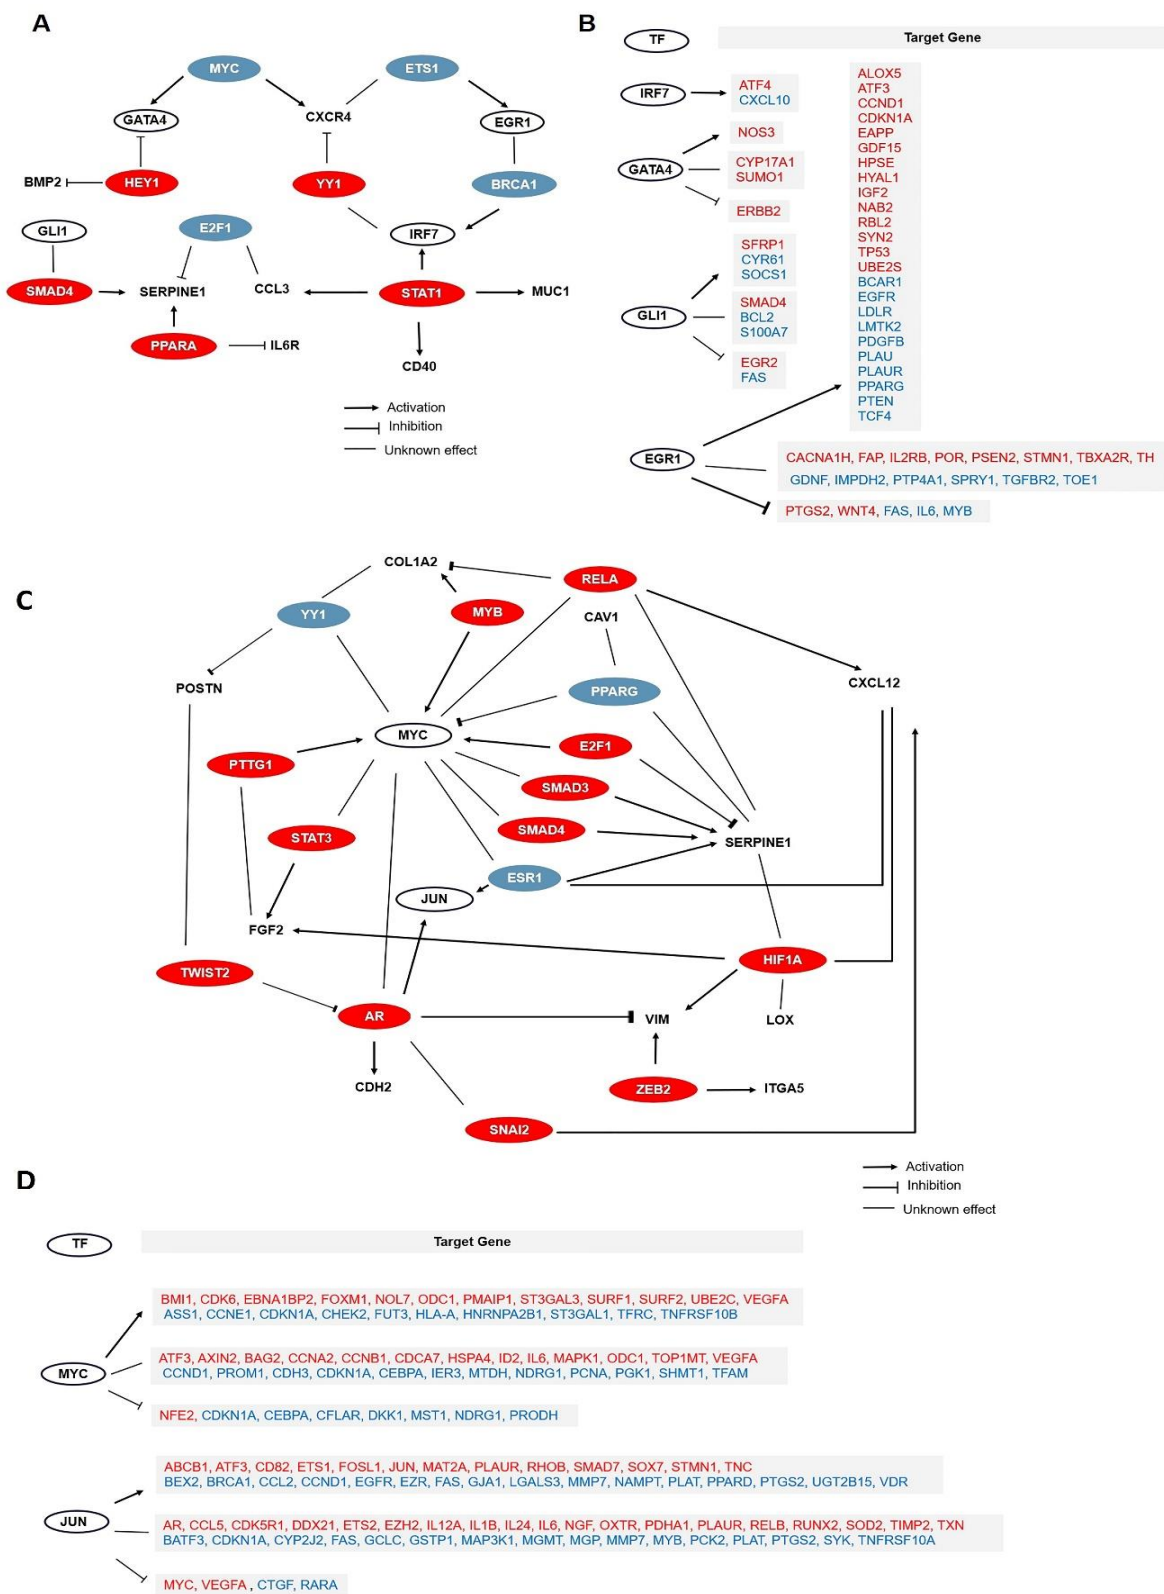 A
MYC
ETS1
GATA4
CXCR4
EGR1
BMP2
HEY1
YY1
BRCA1
GLI1
E2F1
IRF7
SMAD4
SERPINE1
CCL3
STAT1
MUC1
PPARA
IL6R
CD40
Activation
Inhibition
Unknown effect
B
TF
Target Gene
IRF7
ATF4
CXCL10
GATA4
NOS3
CYP17A1
SUMO1
ERBB2
GLI1
SFRP1
CYR61
SOCS1
SMAD4
BCL2
S100A7
EGR2
FAS
ALOX5
ATF3
CCND1
CDKN1A
EAPP
GDF15
HPSE
HYAL1
IGF2
NAB2
RBL2
SYN2
TP53
UBE2S
BCAR1
EGFR
LDLR
LMTK2
PDGFB
PLAU
PLAUR
PPARG
PTEN
TCF4
EGR1
CACNA1H, FAP, IL2RB, POR, PSEN2, STMN1, TBXA2R, TH
GDNF, IMPDH2, PTP4A1, SPRY1, TGFBR2, TOE1
PTGS2, WNT4, FAS, IL6, MYB
C
COL1A2
RELA
YY1
MYB
CAV1
POSTN
PPARG
CXCL12
MYC
E2F1
PTTG1
SMAD3
STAT3
SMAD4
SERPINE1
ESR1
JUN
FGF2
TWIST2
HIF1A
AR
VIM
LOX
CDH2
ZEB2
ITGA5
SNAI2
Activation
Inhibition
Unknown effect
D
TF
Target Gene
MYC
BMI1, CDK6, EBNA1BP2, FOXM1, NOL7, ODC1, PMAIP1, ST3GAL3, SURF1, SURF2, UBE2C, VEGFA
ASS1, CCNE1, CDKN1A, CHEK2, FUT3, HLA-A, HNRNPA2B1, ST3GAL1, TFRC, TNFRSF10B
ATF3, AXIN2, BAG2, CCNA2, CCNB1, CDCA7, HSPA4, ID2, IL6, MAPK1, ODC1, TOP1MT, VEGFA
CCND1, PROM1, CDH3, CDKN1A, CEBPA, IER3, MTDH, NDRG1, PCNA, PGK1, SHMT1, TFAM
NFE2, CDKN1A, CEBPA, CFLAR, DKK1, MST1, NDRG1, PRODH
JUN
ABCB1, ATF3, CD82, ETS1, FOSL1, JUN, MAT2A, PLAUR, RHOB, SMAD7, SOX7, STMN1, TNC
BEX2, BRCA1, CCL2, CCND1, EGFR, EZR, FAS, GJA1, LGALS3, MMP7, NAMPT, PLAT, PPARD, PTGS2, UGT2B15, VDR
AR, CCL5, CDK5R1, DDX21, ETS2, EZH2, IL12A, IL1B, IL24, IL6, NGF, OXTR, PDHA1, PLAUR, RELB, RUNX2, SOD2, TIMP2, TXN
BATF3, CDKN1A, CYP2J2, FAS, GCLC, GSTP1, MAP3K1, MGMT, MGP, MMP7, MYB, PCK2, PLAT, PTGS2, SYK, TNFRSF10A
MYC, VEGFA , CTGF, RARA